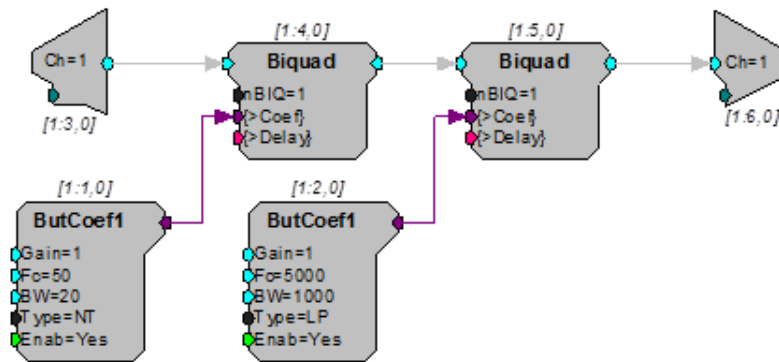 [1:4,0]
[1:5,0]
Ch=1
Biquad
Biquad
Ch=1
nBIQ=1
nBIQ=1
{>Coef}
{>Coef}
{>Delay}
{>Delay}
[1:3,0]
[1:6,0]
[1:1,0]
[1:2,0]
ButCoef1
ButCoef1
Gain=1
Gain=1
Fc=50
Fc=5000
BW=20
BW=1000
Type=NT
Type=LP
Enab=Yes
Enab=Yes